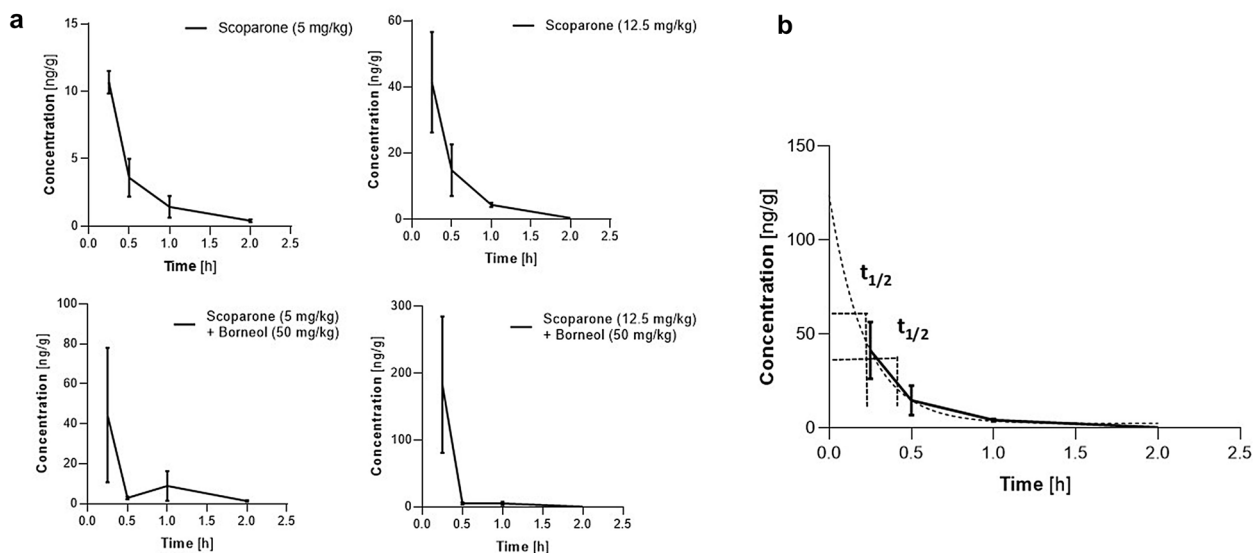 a
Scoparone (5 mg/kg)
Concentration [ng/g]
15
10
5
0
0.0 0.5 1.0 1.5 2.0 2.5
Time [h]
Scoparone (12.5 mg/kg)
Concentration [ng/g]
60
40
20
0
0.0 0.5 1.0 1.5 2.0 2.5
Time [h]
Scoparone (5 mg/kg)
+ Borneol (50 mg/kg)
Concentration [ng/g]
100
80
60
40
20
0
0.0 0.5 1.0 1.5 2.0 2.5
Time [h]
Scoparone (12.5 mg/kg)
+ Borneol (50 mg/kg)
Concentration [ng/g]
300
200
100
0
0.0 0.5 1.0 1.5 2.0 2.5
Time [h]
b
Concentration [ng/g]
150
100
50
0
t1/2
t1/2
0.0 0.5 1.0 1.5 2.0 2.5
Time [h]